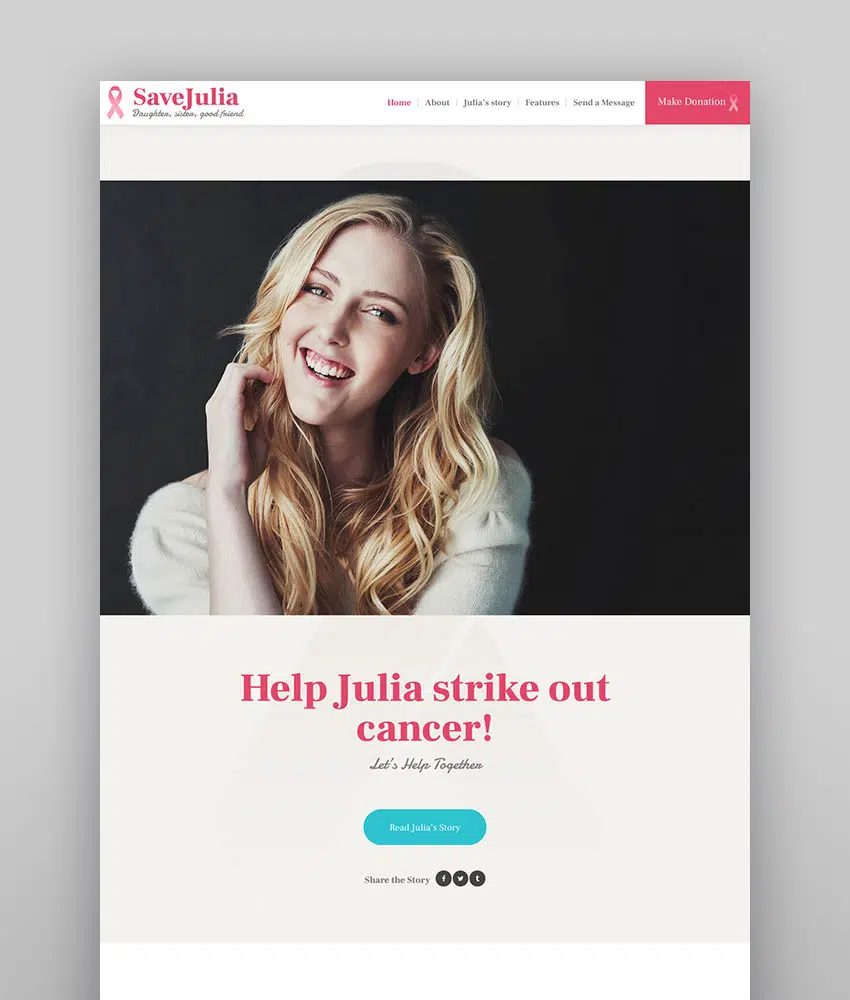 SaveJulia
Daughter, sister, good friend
Home | About | Julia's story | Features | Send a Message
Make Donation
Help Julia strike out
cancer!
Let's Help Together
Read Julia's Story
Share the Story